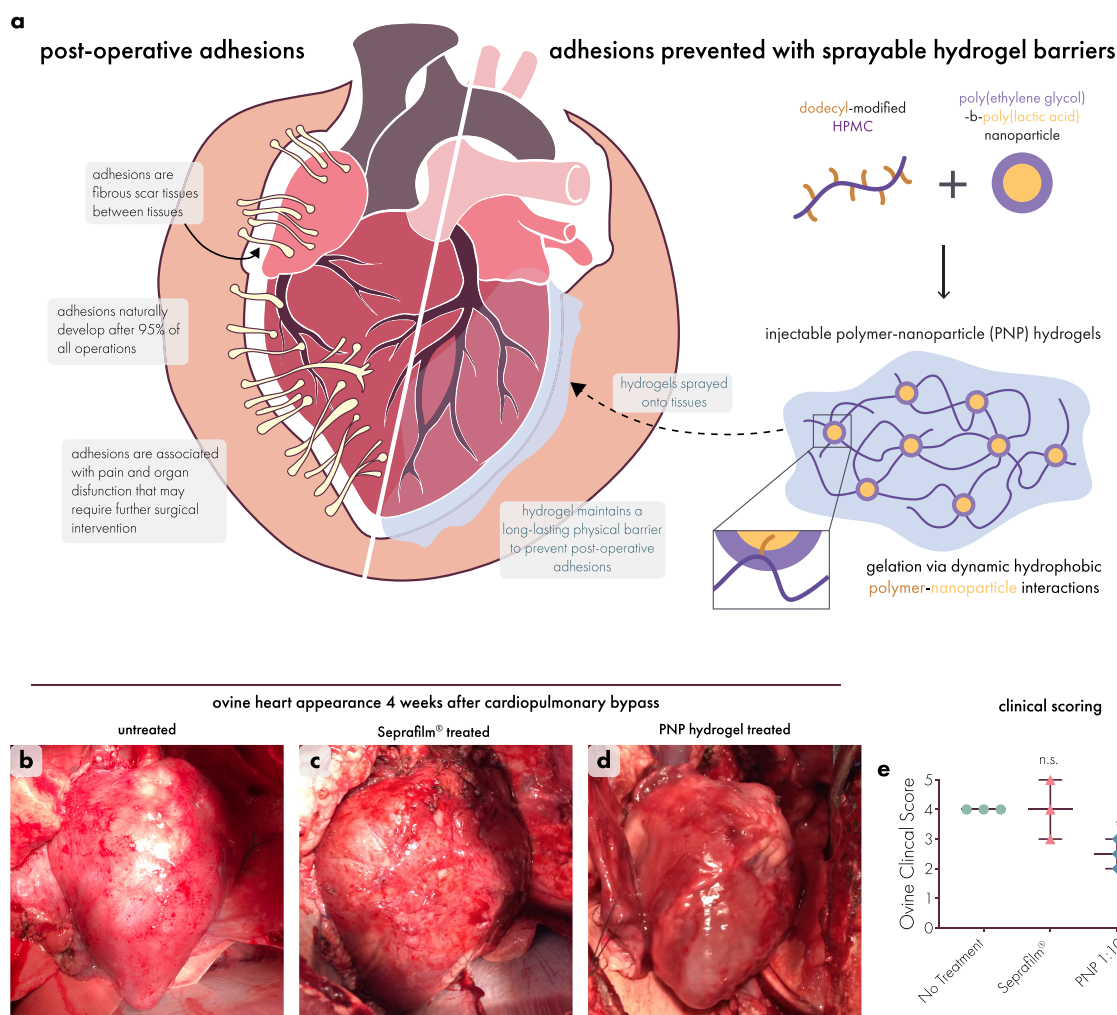 a
post-operative adhesions
adhesions prevented with sprayable hydrogel barriers
adhesions are
fibrous scar tissues
between tissues
adhesions naturally
develop after 95% of
all operations
adhesions are associated
with pain and organ
disfunction that may
require further surgical
intervention
dodecyl-modified
HPMC
poly(ethylene glycol)
-b-poly(lactic acid)
nanoparticle
+
injectable polymer-nanoparticle (PNP) hydrogels
hydrogels sprayed
onto tissues
hydrogel maintains a
long-lasting physical barrier
to prevent post-operative
adhesions
gelation via dynamic hydrophobic
polymer-nanoparticle interactions
ovine heart appearance 4 weeks after cardiopulmonary bypass
untreated
Seprafilm® treated
PNP hydrogel treated
b
c
d
clinical scoring
e
n.s.
Ovine Clincal Score
5
4
3
2
1
0
No Treatment
Seprafilm®
PNP 1:10